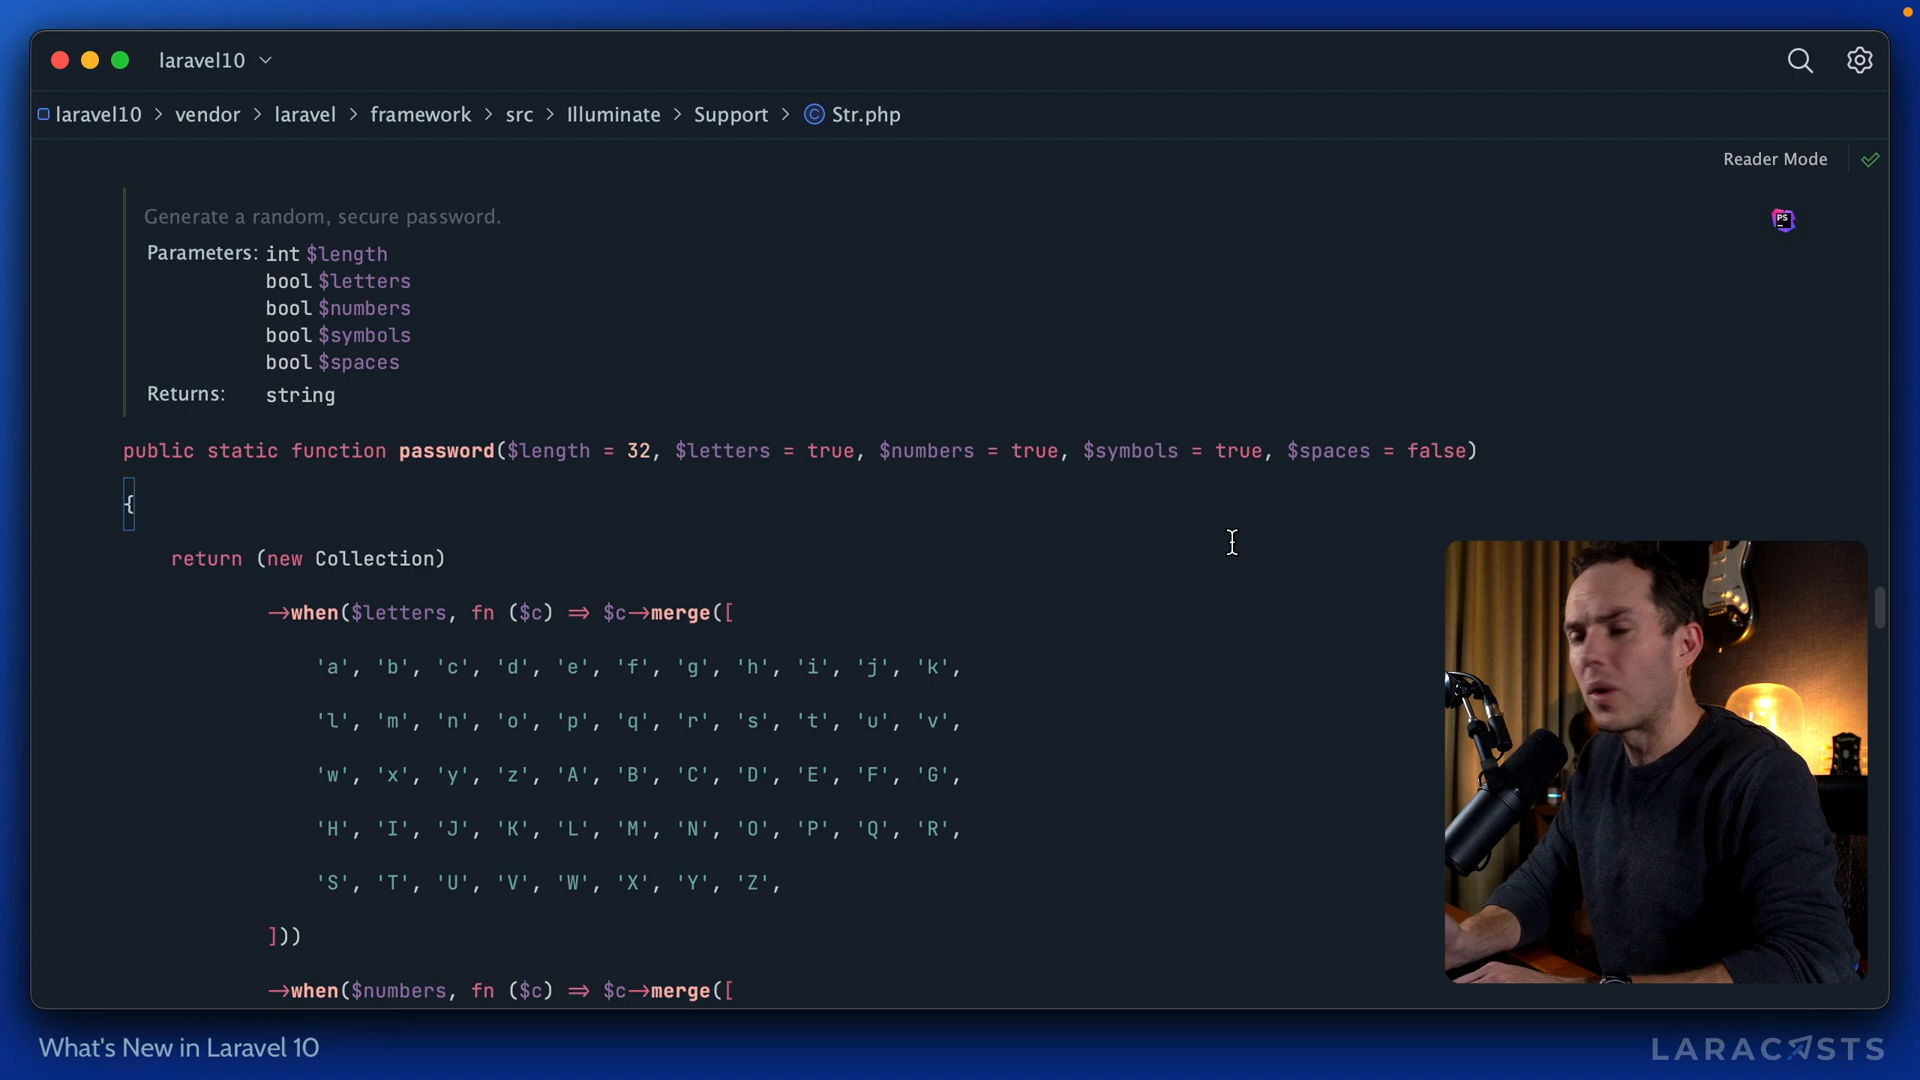 laravel10
laravel10 > vendor > laravel > framework > src > Illuminate > Support > Str.php
Reader Mode
PS
Generate a random, secure password.
Parameters: int $length
bool $letters
bool $numbers
bool $symbols
bool $spaces
Returns: string
public static function password($length = 32, $letters = true, $numbers = true, $symbols = true, $spaces = false)
{
return (new Collection)
->when($letters, fn ($c) => $c->merge([
'a', 'b', 'c', 'd', 'e', 'f', 'g', 'h', 'i', 'j', 'k',
'l', 'm', 'n', 'o', 'p', 'q', 'r', 's', 't', 'u', 'v',
'w', 'x', 'y', 'z', 'A', 'B', 'C', 'D', 'E', 'F', 'G',
'H', 'I', 'J', 'K', 'L', 'M', 'N', 'O', 'P', 'Q', 'R',
'S', 'T', 'U', 'V', 'W', 'X', 'Y', 'Z',
]))
->when($numbers, fn ($c) => $c->merge([
What's New in Laravel 10
LARACASTS